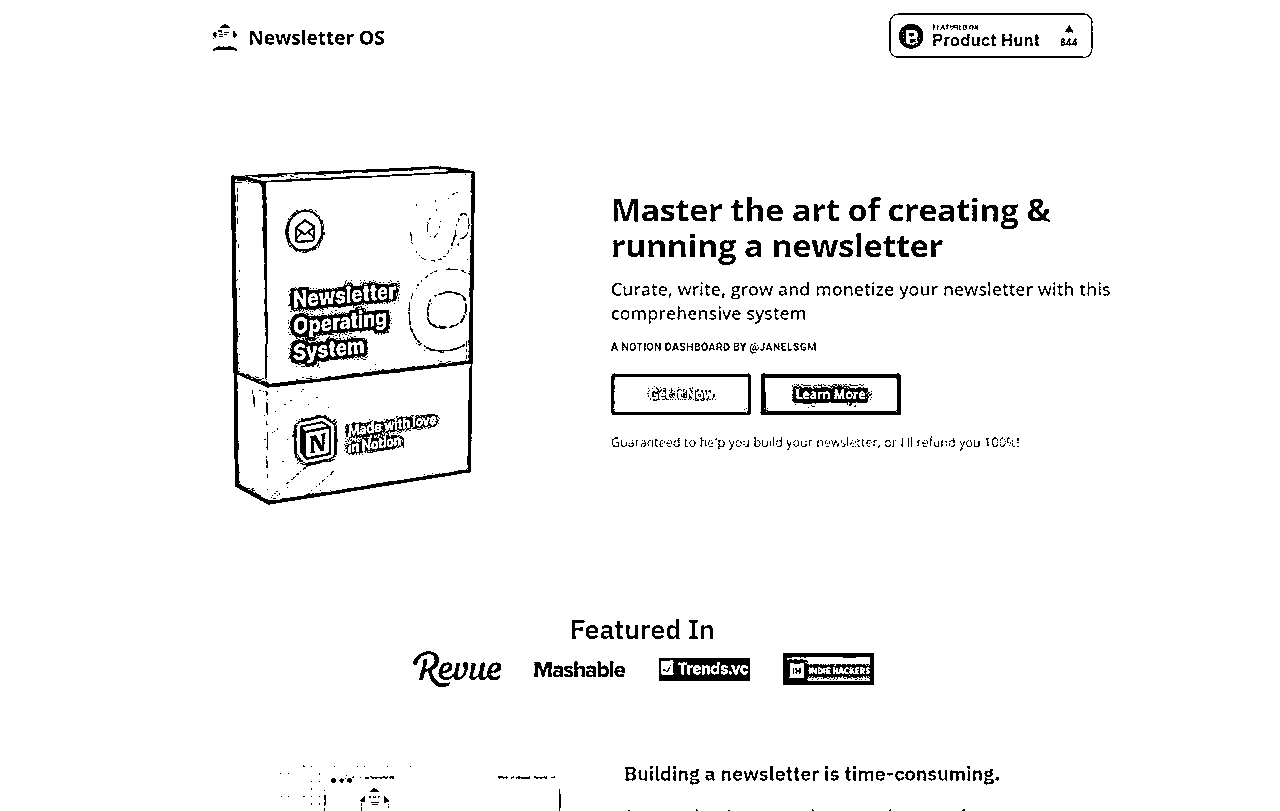 Newsletter OS
FEATURED ON
Product Hunt
844
Newsletter
Operating
System
Made with love
in Notion
Master the art of creating &
running a newsletter
Curate, write, grow and monetize your newsletter with this
comprehensive system
A NOTION DASHBOARD BY @JANELSGM
Get it Now
Learn More
Guaranteed to help you build your newsletter, or I'll refund you 100%!
Featured In
Revue
Mashable
Trends.vc
INDIE HACKERS
Building a newsletter is time-consuming.